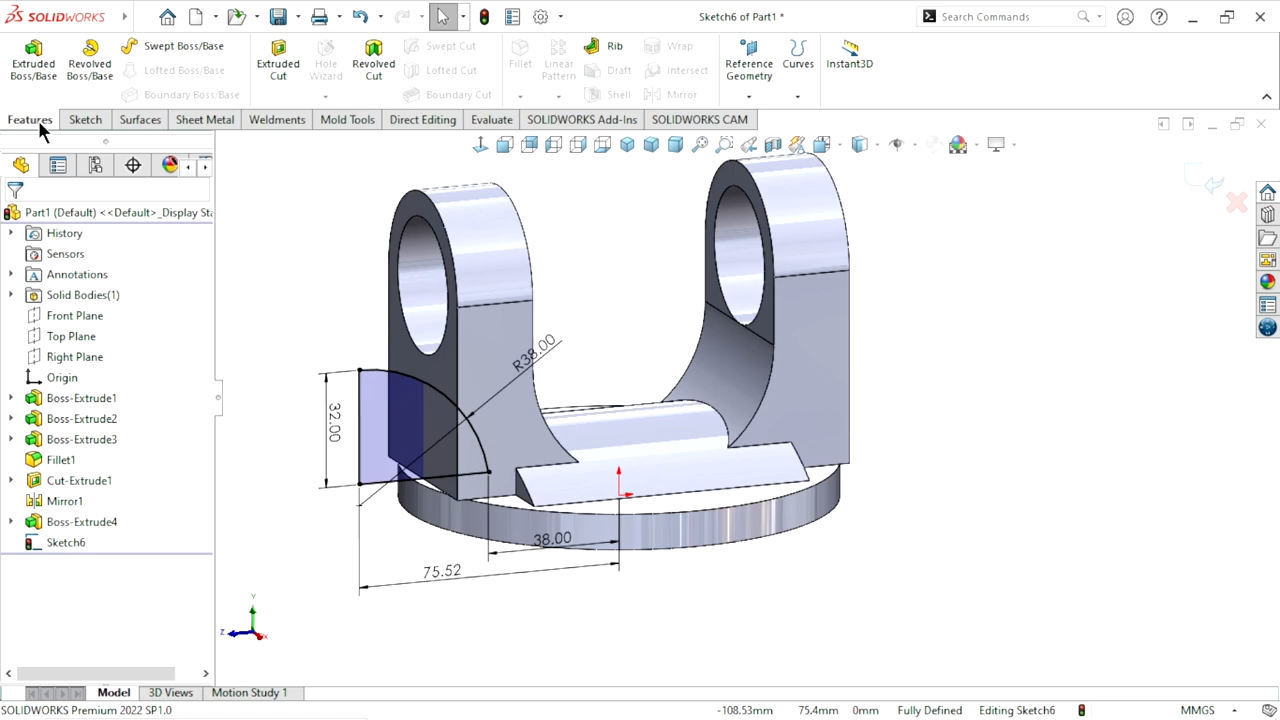 SOLIDWORKS
Sketch6 of Part1 *
Search Commands
Extruded Boss/Base
Revolved Boss/Base
Swept Boss/Base
Lofted Boss/Base
Boundary Boss/Base
Extruded Cut
Hole Wizard
Revolved Cut
Swept Cut
Lofted Cut
Boundary Cut
Fillet
Linear Pattern
Rib
Draft
Shell
Wrap
Intersect
Mirror
Reference Geometry
Curves
Instant3D
Features
Sketch
Surfaces
Sheet Metal
Weldments
Mold Tools
Direct Editing
Evaluate
SOLIDWORKS Add-Ins
SOLIDWORKS CAM
Part1 (Default) <<Default>_Display Sta
History
Sensors
Annotations
Solid Bodies(1)
Front Plane
Top Plane
Right Plane
Origin
Boss-Extrude1
Boss-Extrude2
Boss-Extrude3
Fillet1
Cut-Extrude1
Mirror1
Boss-Extrude4
Sketch6
R38.00
32.00
38.00
75.52
Y
Z
X
Model
3D Views
Motion Study 1
SOLIDWORKS Premium 2022 SP1.0
-108.53mm
75.4mm
0mm
Fully Defined
Editing Sketch6
MMGS